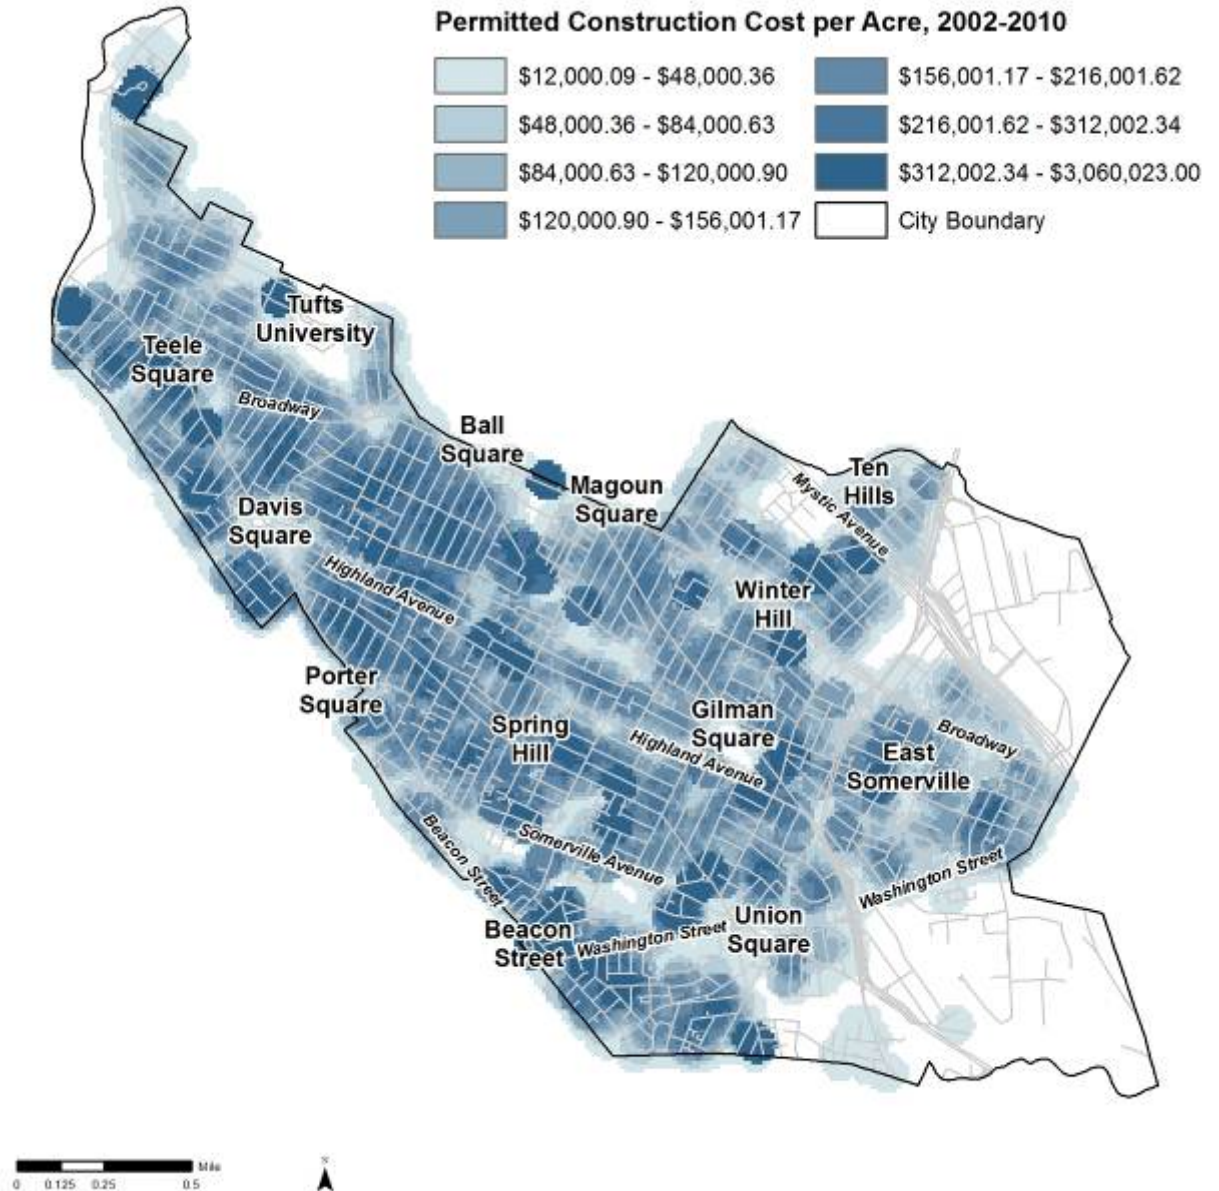 Permitted Construction Cost per Acre, 2002-2010
$12,000.09 - $48,000.36
$48,000.36 - $84,000.63
$84,000.63 - $120,000.90
$120,000.90 - $156,001.17
$156,001.17 - $216,001.62
$216,001.62 - $312,002.34
$312,002.34 - $3,060,023.00
City Boundary
Tufts
University
Teele
Square
Broadway
Ball
Square
Magoun
Square
Ten
Hills
Mystic Avenue
Davis
Square
Highland Avenue
Winter
Hill
Porter
Square
Spring
Hill
Gilman
Square
Highland Avenue
Broadway
East
Somerville
Beacon Street
Somerville Avenue
Washington Street
Beacon
Street
Washington Street
Union
Square
Mile
0 0.125 0.25 0.5